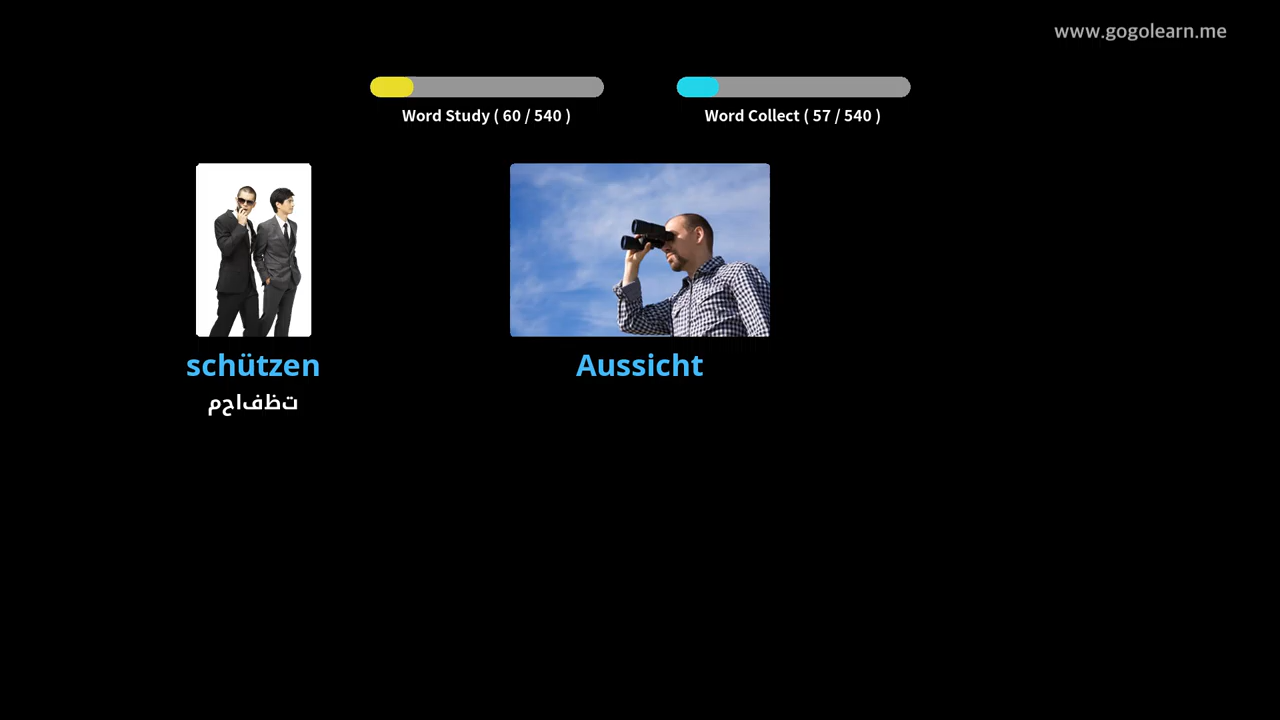 www.gogolearn.me
Word Study ( 60 / 540 )
Word Collect ( 57 / 540 )
schützen
تظفاحم
Aussicht